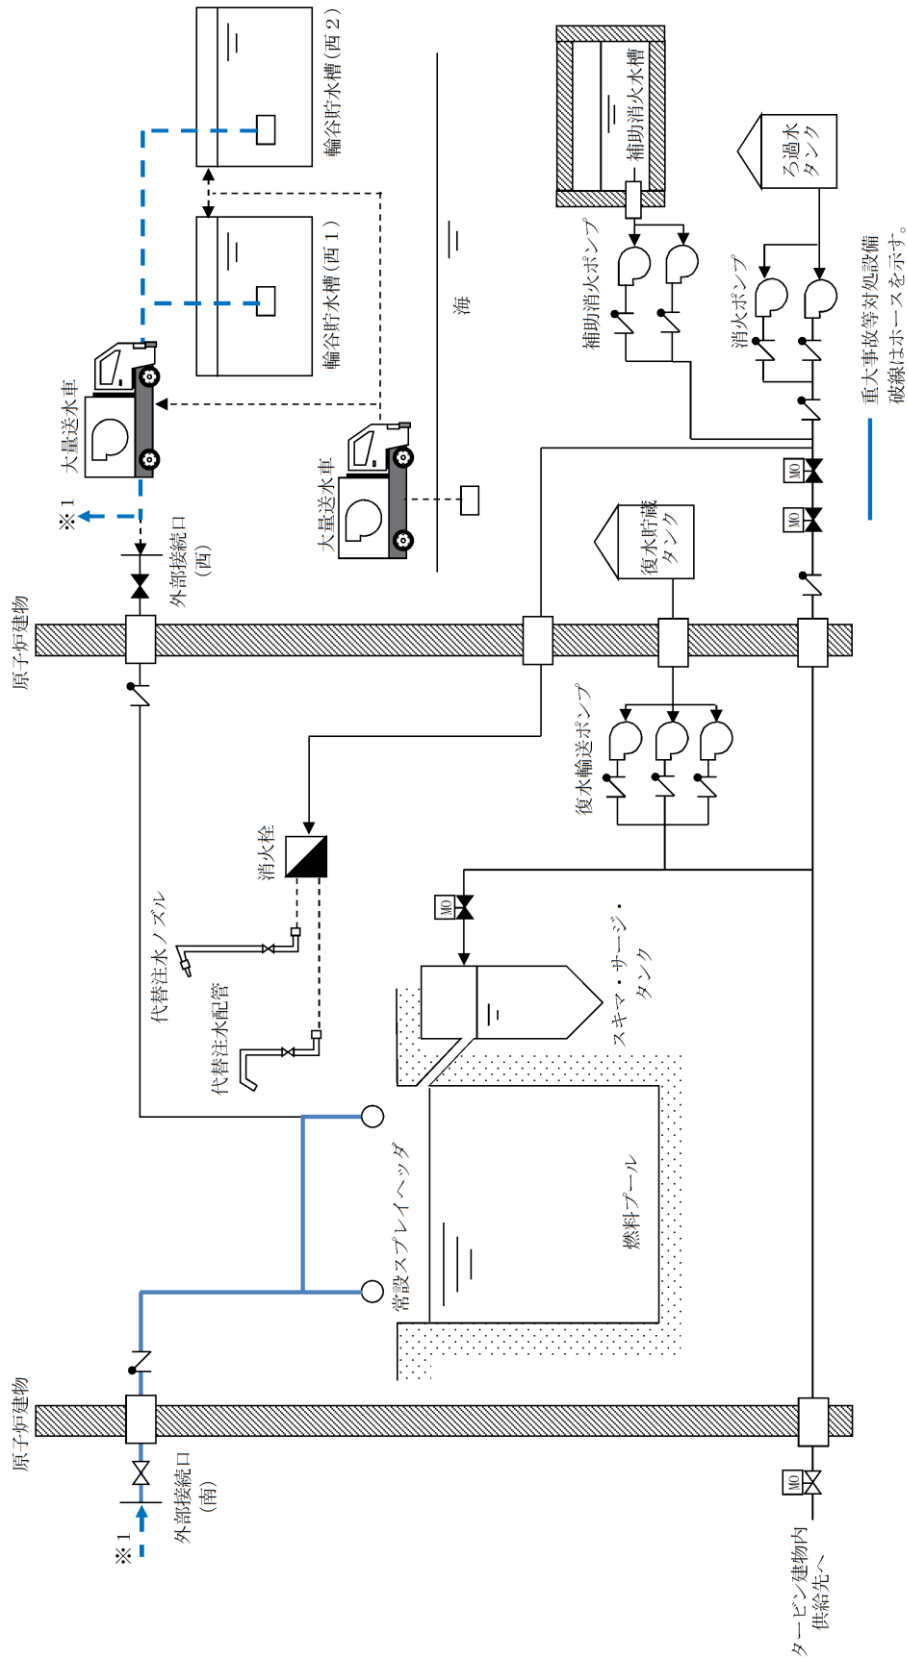 ※1
大量送水車
輪谷貯水槽(西2)
輪谷貯水槽(西1)
大量送水車
海
補助消火水槽
補助消火ポンプ
ろ過水
タンク
消火ポンプ
重大事故等対処設備
破線はホースを示す。
原子炉建物
外部接続口
(西)
復水貯蔵
タンク
MO
MO
復水輸送ポンプ
消火栓
代替注水ノズル
代替注水配管
MO
スキマ・サージ・
タンク
常設スプレイヘッダ
燃料プール
原子炉建物
※1
外部接続口
(南)
MO
タービン建物内
供給先へ